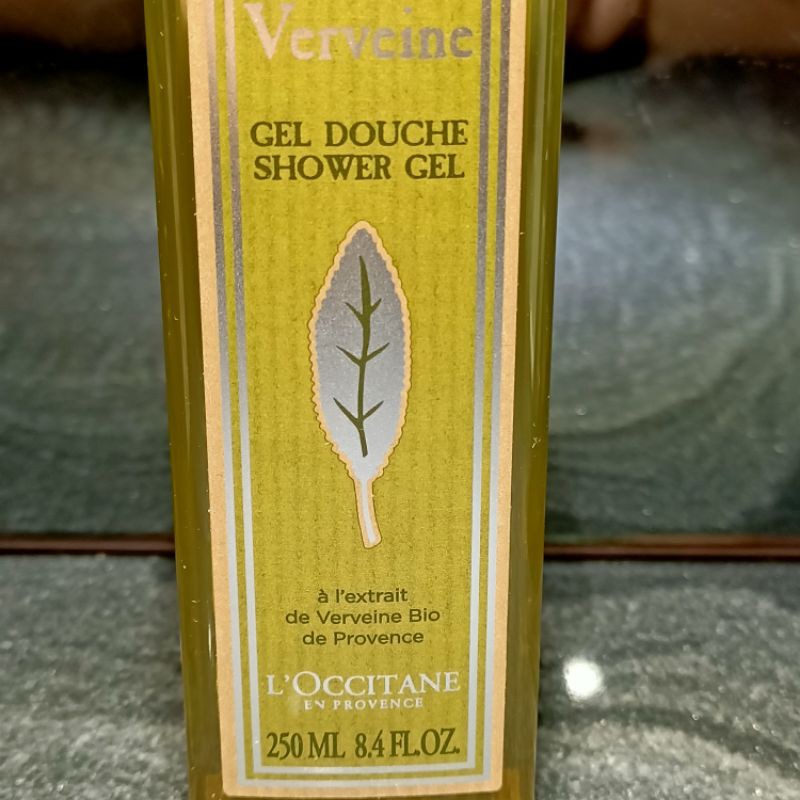 Verveine
GEL DOUCHE
SHOWER GEL
à l'extrait
de Verveine Bio
de Provence
L'OCCITANE
EN PROVENCE
250 ML 8.4 FL.OZ.